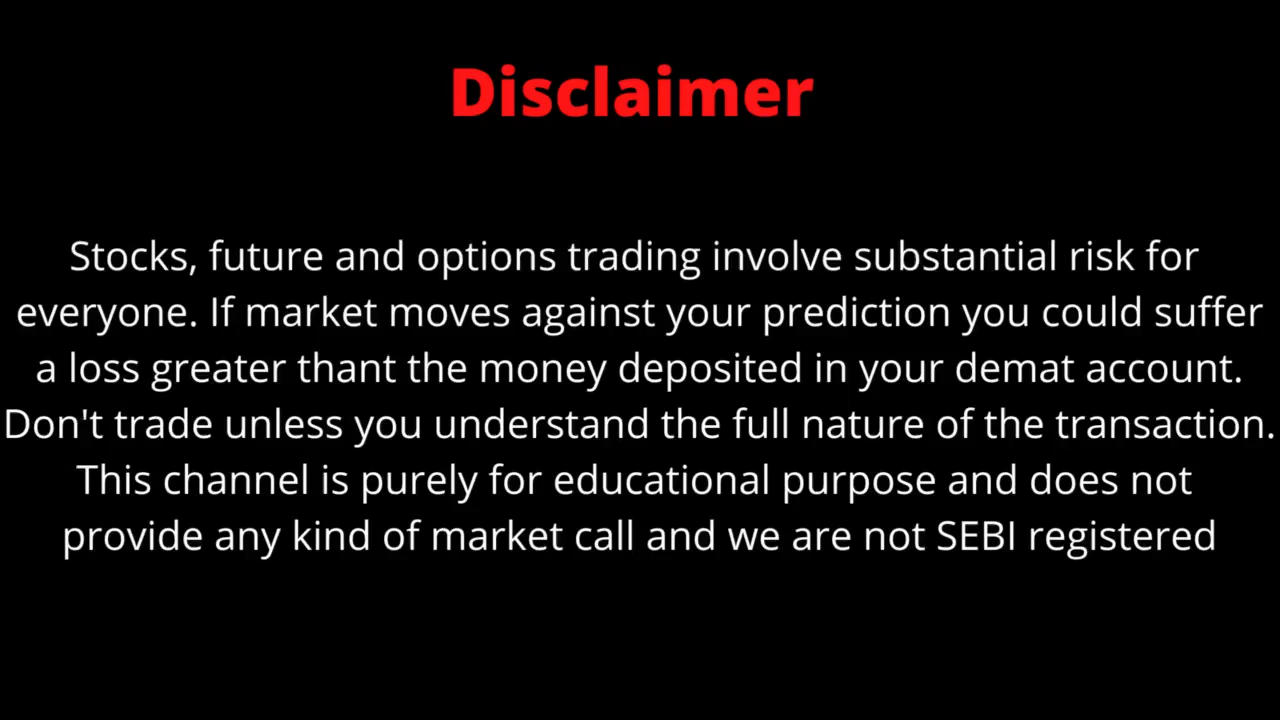 Disclaimer
Stocks, future and options trading involve substantial risk for
everyone. If market moves against your prediction you could suffer
a loss greater thant the money deposited in your demat account.
Don't trade unless you understand the full nature of the transaction.
This channel is purely for educational purpose and does not
provide any kind of market call and we are not SEBI registered